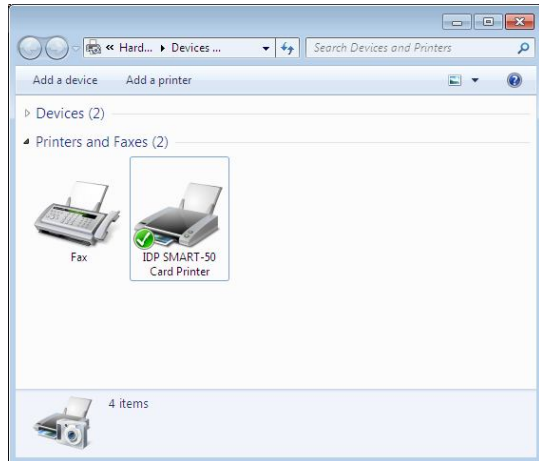 « Hard... ▸ Devices ...
Search Devices and Printers
Add a device Add a printer
Devices (2)
Printers and Faxes (2)
Fax
IDP SMART-50
Card Printer
4 items